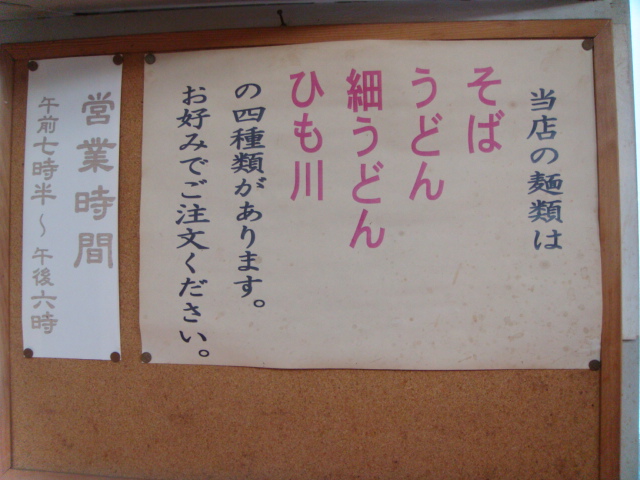 当店の麺類は
そば
うどん
細うどん
ひも川
の四種類があります。
お好みでご注文ください。
営業時間
午前七時半～午後六時